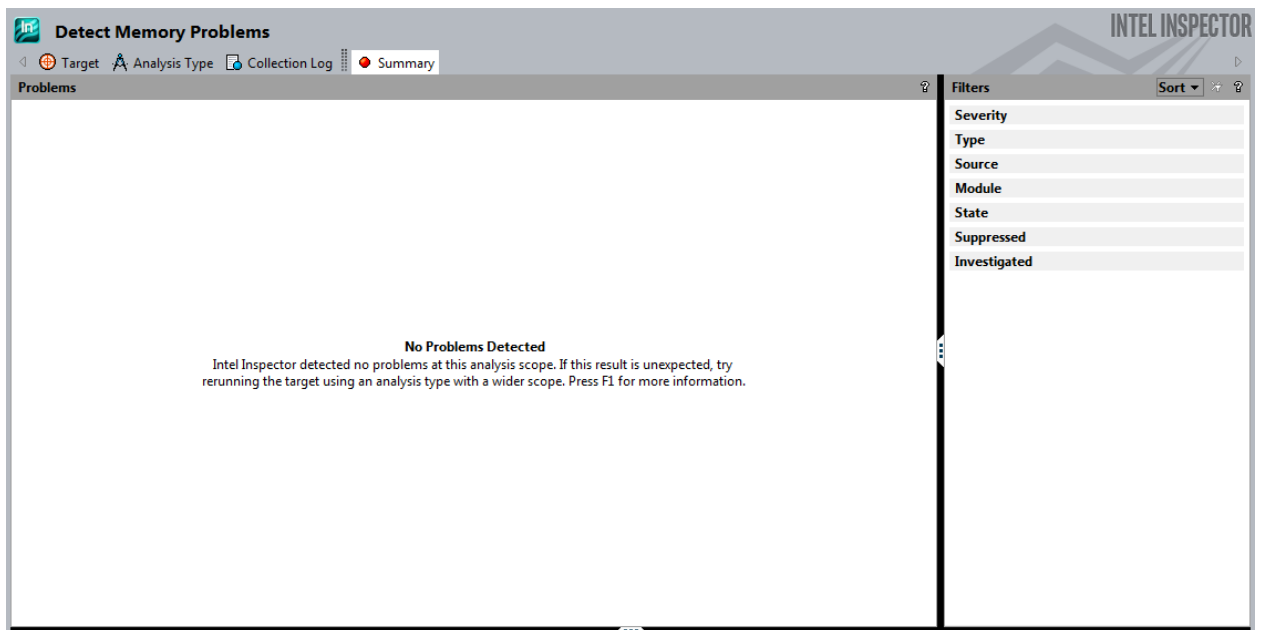 Detect Memory Problems
INTEL INSPECTOR
Target Analysis Type Collection Log Summary
Problems ?
Filters Sort ?
Severity
Type
Source
Module
State
Suppressed
Investigated
No Problems Detected
Intel Inspector detected no problems at this analysis scope. If this result is unexpected, try
rerunning the target using an analysis type with a wider scope. Press F1 for more information.